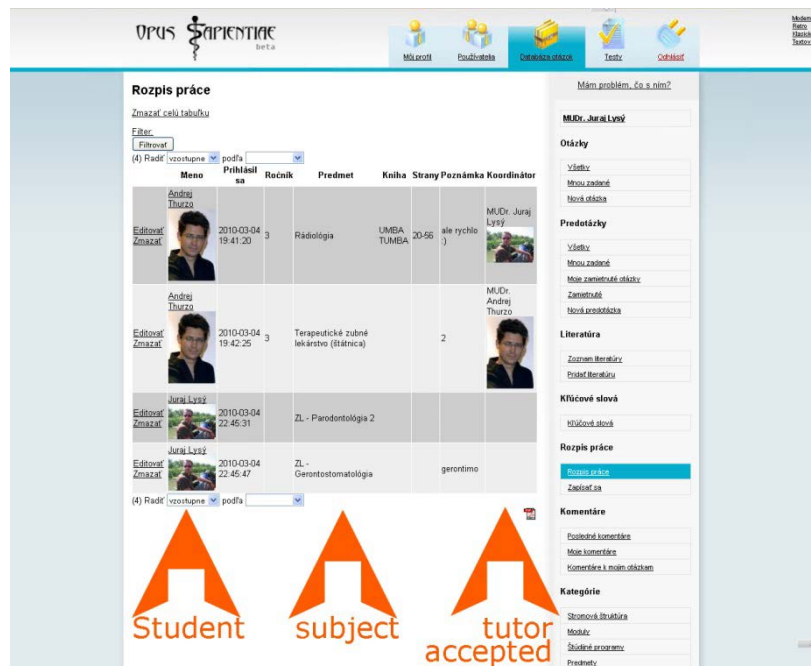 OPUS SAPIENTIAE
beta
Môj profil
Používatelia
Databáza otázok
Testy
Odhlásiť
Retro
Rozpis práce
Zmazať celú tabuľku
Filter:
Filtrovať
(4) Radiť vzostupne podľa
Meno Prihlásil sa Ročník Predmet Kniha Strany Poznámka Koordinátor
Editovať
Zmazať
Andrej
Thurzo
2010-03-04
19:41:20
3
Rádiológia
UMBA
TUMBA
20-56
ale rychlo
:)
MUDr. Juraj
Lysý
Editovať
Zmazať
Andrej
Thurzo
2010-03-04
19:42:25
3
Terapeutické zubné
lekárstvo (štátnica)
2
MUDr.
Andrej
Thurzo
Editovať
Zmazať
Juraj Lysý
2010-03-04
22:45:31
ZL - Parodontológia 2
Editovať
Zmazať
Juraj Lysý
2010-03-04
22:45:47
ZL -
Gerontostomatológia
gerontimo
(4) Radiť vzostupne podľa
Student
subject
tutor
accepted
Mám problém, čo s ním?
MUDr. Juraj Lysý
Otázky
Všetky
Mnou zadané
Nová otázka
Predotázky
Všetky
Mnou zadané
Moje zamietnuté otázky
Zamietnuté
Nová predotázka
Literatúra
Zoznam literatúry
Pridať literatúru
Kľúčové slová
Kľúčové slová
Rozpis práce
Rozpis práce
Zapísať sa
Komentáre
Posledné komentáre
Moje komentáre
Komentáre k mojim otázkam
Kategórie
Stromová štruktúra
Moduly
Študijné programy
Predmety